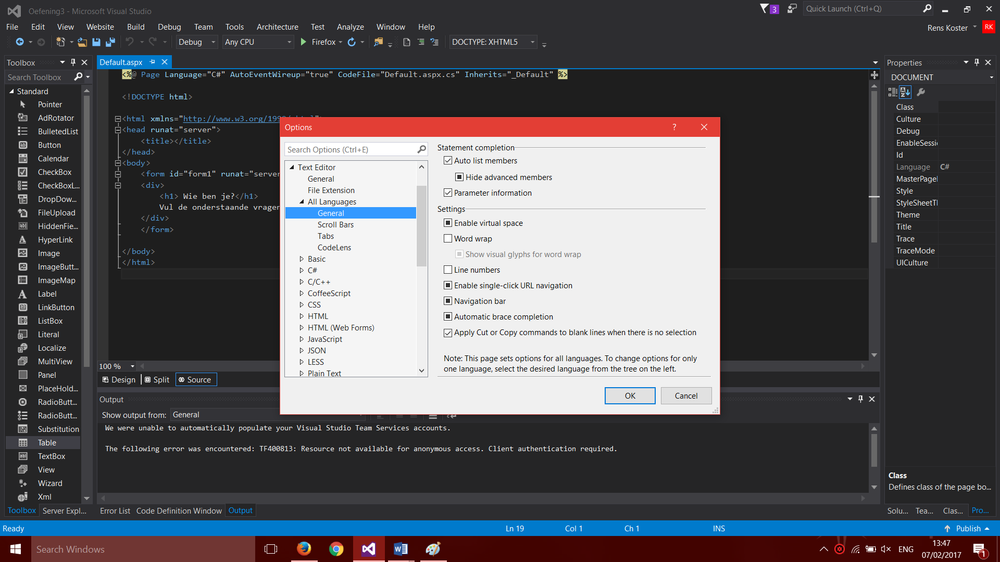 Oefening3 - Microsoft Visual Studio
3
Quick Launch (Ctrl+Q)
File Edit View Website Build Debug Team Tools Architecture Test Analyze Window Help
Rens Koster RK
Debug Any CPU Firefox DOCTYPE: XHTML5
Toolbox
Search Toolbox
Standard
Pointer
AdRotator
BulletedList
Button
Calendar
CheckBox
CheckBoxL...
DropDow...
FileUpload
HiddenFie...
HyperLink
Image
ImageButt...
ImageMap
Label
LinkButton
ListBox
Literal
Localize
MultiView
Panel
PlaceHold...
RadioButt...
RadioButt...
Substitution
Table
TextBox
View
Wizard
Xml
Toolbox Server Expl...
Default.aspx
<%@ Page Language="C#" AutoEventWireup="true" CodeFile="Default.aspx.cs" Inherits="_Default" %>
<!DOCTYPE html>
<html xmlns="http://www.w3.org/1999/
<head runat="server">
<title></title>
</head>
<body>
<form id="form1" runat="server
<div>
<h1> Wie ben je?</h1>
Vul de onderstaande vragen
</div>
</form>
</body>
</html>
100 %
Design Split Source
Options ?
Search Options (Ctrl+E)
Text Editor
General
File Extension
All Languages
General
Scroll Bars
Tabs
CodeLens
Basic
C#
C/C++
CoffeeScript
CSS
HTML
HTML (Web Forms)
JavaScript
JSON
LESS
Plain Text
Statement completion
Auto list members
Hide advanced members
Parameter information
Settings
Enable virtual space
Word wrap
Show visual glyphs for word wrap
Line numbers
Enable single-click URL navigation
Navigation bar
Automatic brace completion
Apply Cut or Copy commands to blank lines when there is no selection
Note: This page sets options for all languages. To change options for only
one language, select the desired language from the tree on the left.
OK Cancel
Output
Show output from: General
We were unable to automatically populate your Visual Studio Team Services accounts.
The following error was encountered: TF400813: Resource not available for anonymous access. Client authentication required.
Error List Code Definition Window Output
Properties
DOCUMENT
Class
Culture
Debug
EnableSessi
Id
Language C#
MasterPage
Style
StyleSheetT
Theme
Title
Trace
TraceMode
UICulture
Class
Defines class of the page bo...
Solu... Tea... Clas... Pro...
Ready Ln 19 Col 1 Ch 1 INS Publish
Search Windows
ENG
13:47
07/02/2017
1